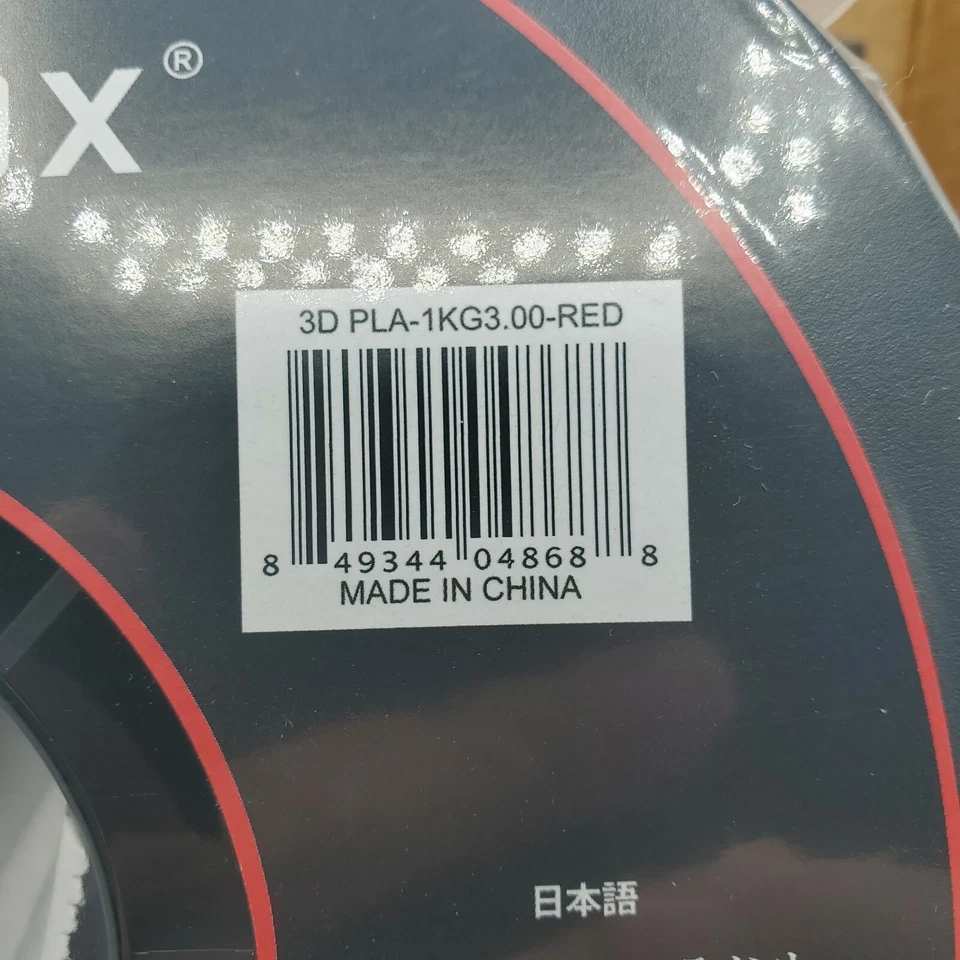 X®
3D PLA-1KG3.00-RED
8 49344 04868 8
MADE IN CHINA
日本語